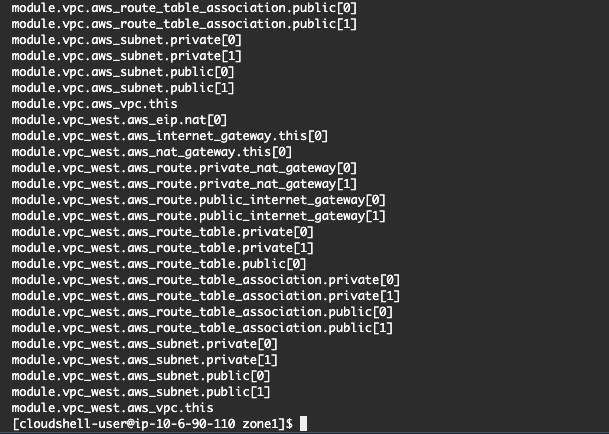 module.vpc.aws_route_table_association.public[0]
module.vpc.aws_route_table_association.public[1]
module.vpc.aws_subnet.private[0]
module.vpc.aws_subnet.private[1]
module.vpc.aws_subnet.public[0]
module.vpc.aws_subnet.public[1]
module.vpc.aws_vpc.this
module.vpc_west.aws_eip.nat[0]
module.vpc_west.aws_internet_gateway.this[0]
module.vpc_west.aws_nat_gateway.this[0]
module.vpc_west.aws_route.private_nat_gateway[0]
module.vpc_west.aws_route.private_nat_gateway[1]
module.vpc_west.aws_route.public_internet_gateway[0]
module.vpc_west.aws_route.public_internet_gateway[1]
module.vpc_west.aws_route_table.private[0]
module.vpc_west.aws_route_table.private[1]
module.vpc_west.aws_route_table.public[0]
module.vpc_west.aws_route_table_association.private[0]
module.vpc_west.aws_route_table_association.private[1]
module.vpc_west.aws_route_table_association.public[0]
module.vpc_west.aws_route_table_association.public[1]
module.vpc_west.aws_subnet.private[0]
module.vpc_west.aws_subnet.private[1]
module.vpc_west.aws_subnet.public[0]
module.vpc_west.aws_subnet.public[1]
module.vpc_west.aws_vpc.this
[cloudshell-user@ip-10-6-90-110 zone1]$